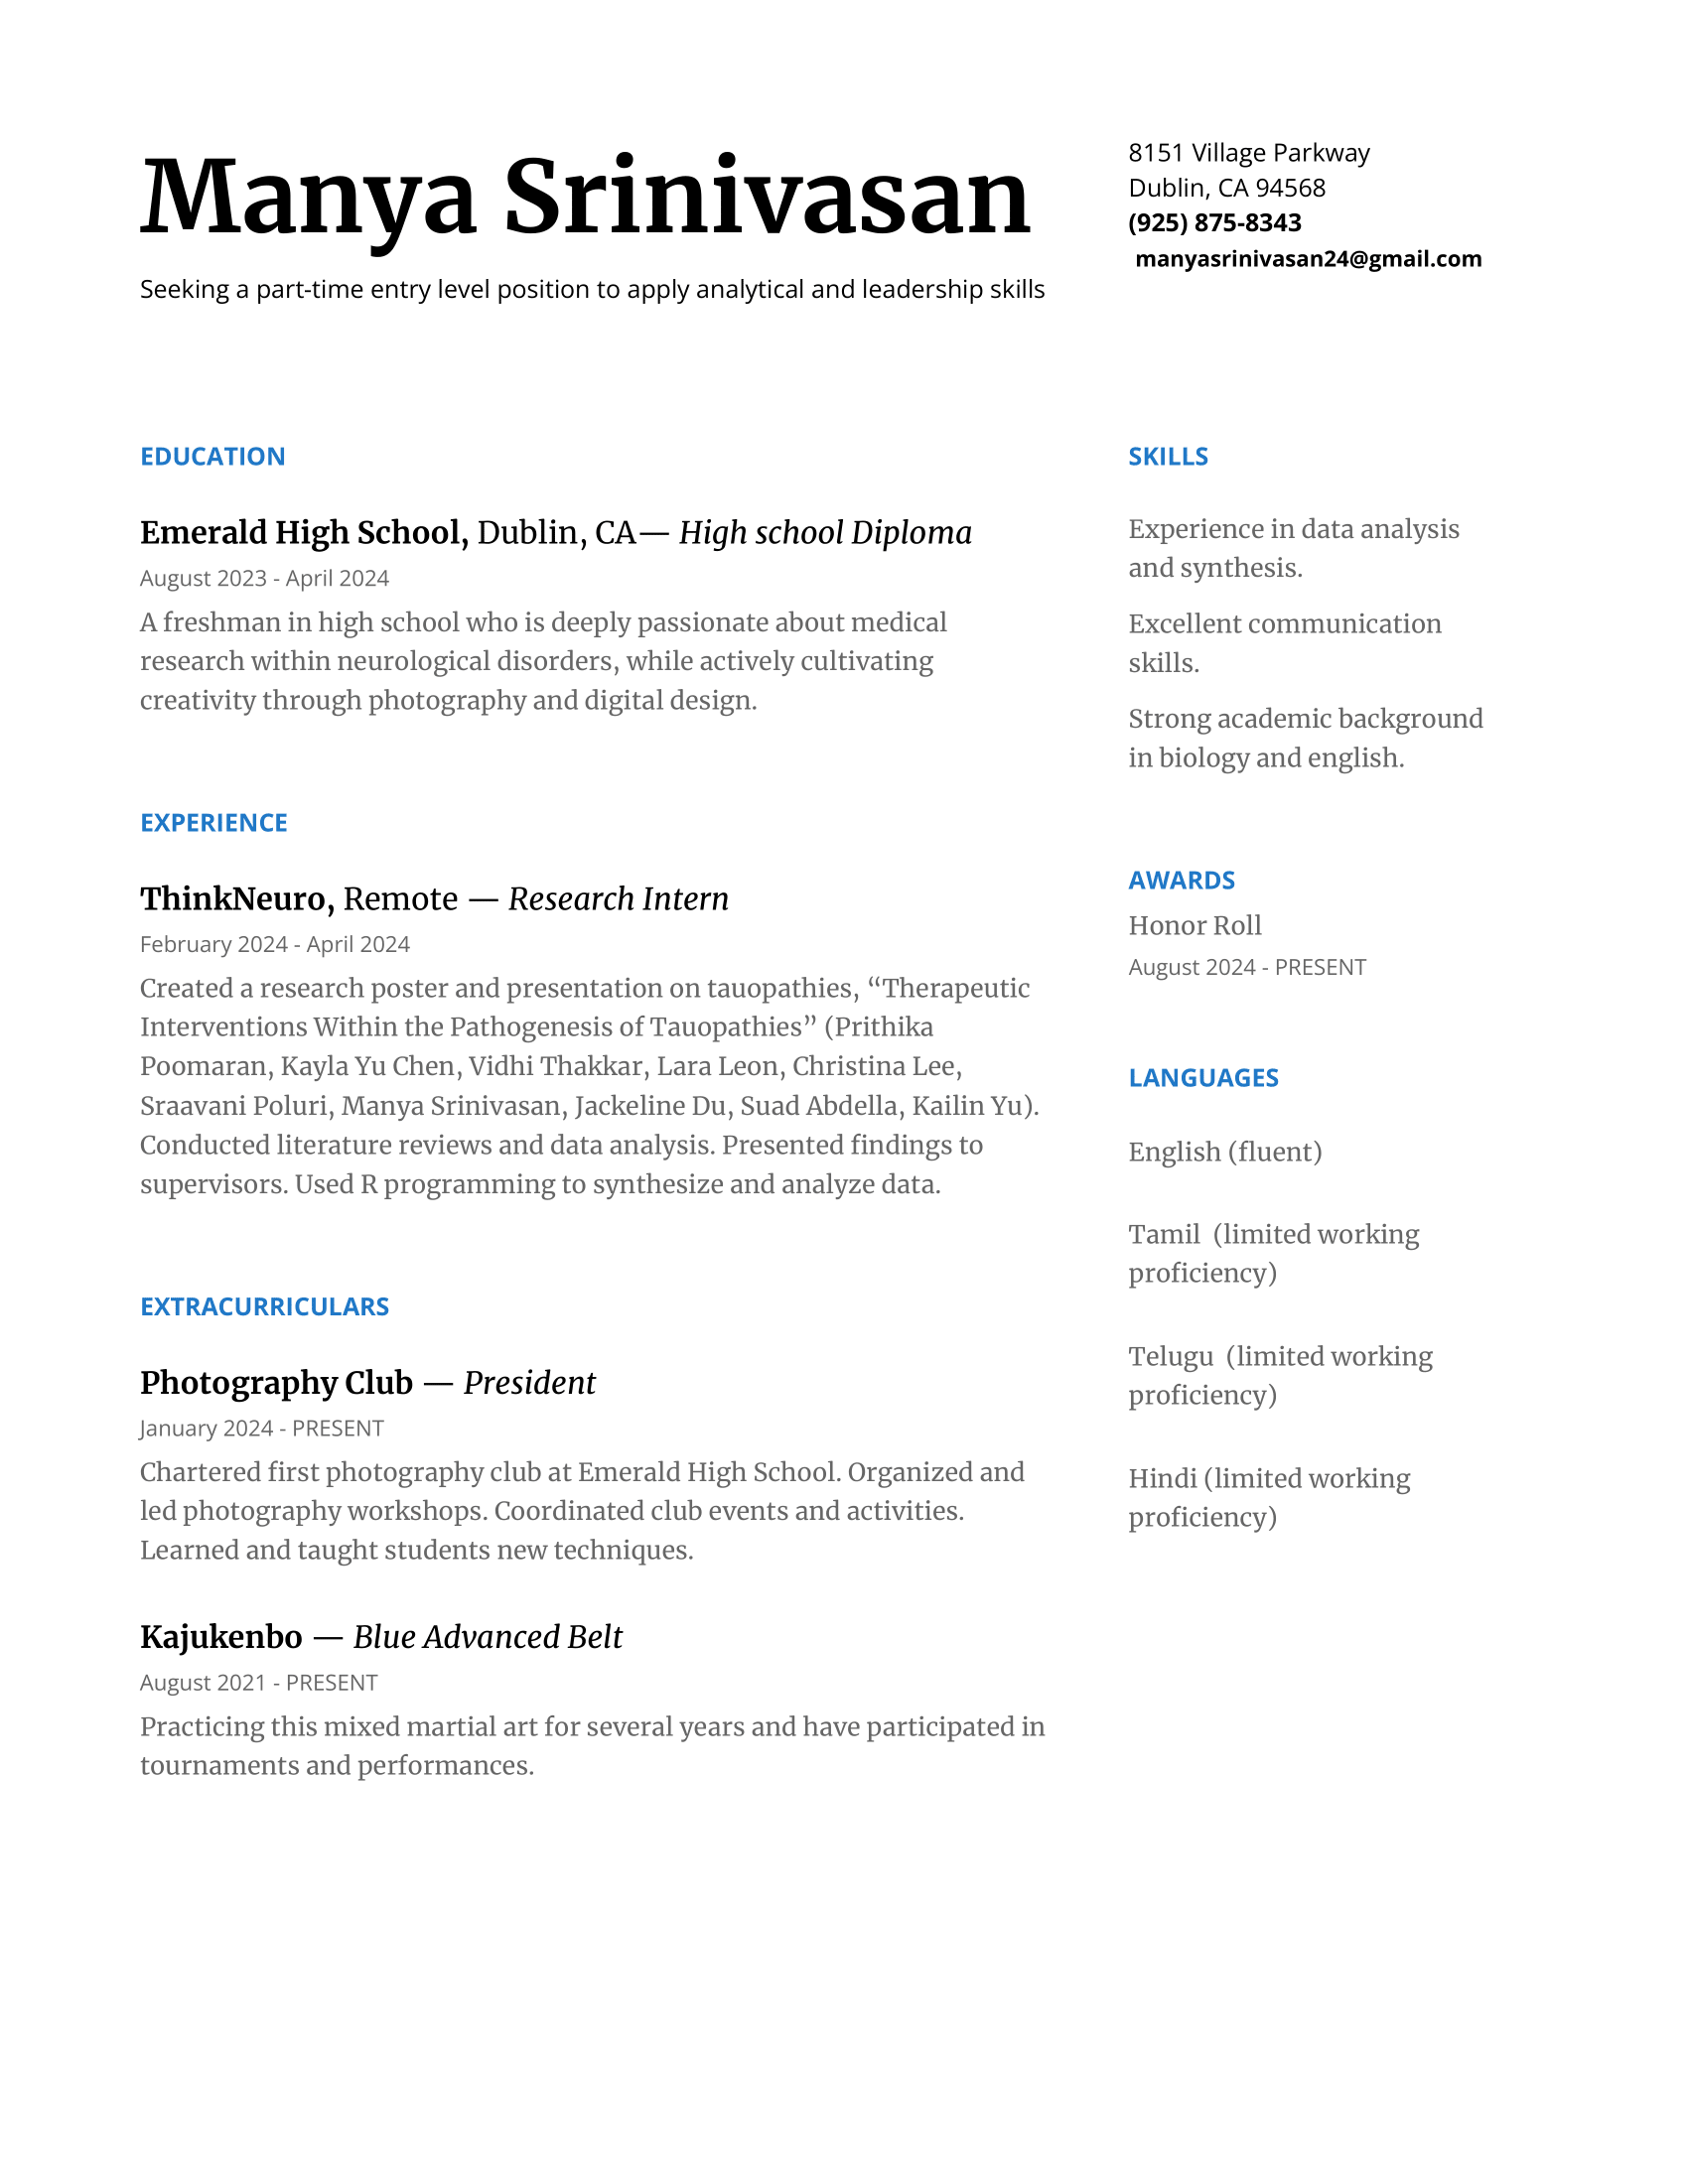 Manya Srinivasan
Seeking a part-time entry level position to apply analytical and leadership skills
8151 Village Parkway
Dublin, CA 94568
(925) 875-8343
manyasrinivasan24@gmail.com
EDUCATION
Emerald High School, Dublin, CA— High school Diploma
August 2023 - April 2024
A freshman in high school who is deeply passionate about medical
research within neurological disorders, while actively cultivating
creativity through photography and digital design.
EXPERIENCE
ThinkNeuro, Remote — Research Intern
February 2024 - April 2024
Created a research poster and presentation on tauopathies, “Therapeutic
Interventions Within the Pathogenesis of Tauopathies” (Prithika
Poomaran, Kayla Yu Chen, Vidhi Thakkar, Lara Leon, Christina Lee,
Sraavani Poluri, Manya Srinivasan, Jackeline Du, Suad Abdella, Kailin Yu).
Conducted literature reviews and data analysis. Presented findings to
supervisors. Used R programming to synthesize and analyze data.
EXTRACURRICULARS
Photography Club — President
January 2024 - PRESENT
Chartered first photography club at Emerald High School. Organized and
led photography workshops. Coordinated club events and activities.
Learned and taught students new techniques.
Kajukenbo — Blue Advanced Belt
August 2021 - PRESENT
Practicing this mixed martial art for several years and have participated in
tournaments and performances.
SKILLS
Experience in data analysis
and synthesis.
Excellent communication
skills.
Strong academic background
in biology and english.
AWARDS
Honor Roll
August 2024 - PRESENT
LANGUAGES
English (fluent)
Tamil  (limited working
proficiency)
Telugu  (limited working
proficiency)
Hindi (limited working
proficiency)